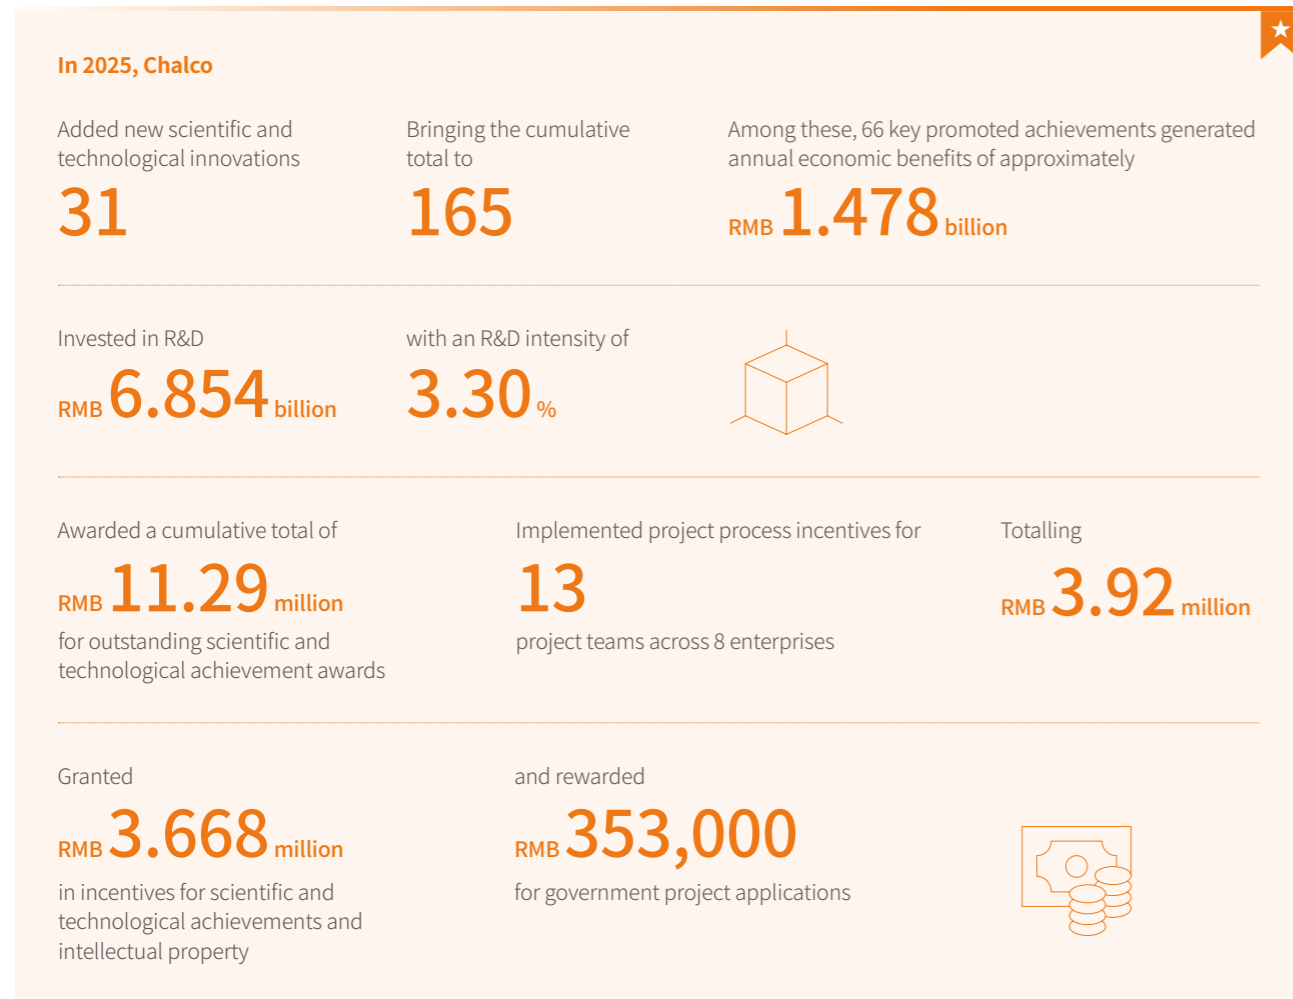 In 2025, Chalco
Added new scientific and
technological innovations
31
Bringing the cumulative
total to
165
Among these, 66 key promoted achievements generated
annual economic benefits of approximately
RMB 1.478 billion
Invested in R&D
RMB 6.854 billion
with an R&D intensity of
3.30 %
Awarded a cumulative total of
RMB 11.29 million
for outstanding scientific and
technological achievement awards
Implemented project process incentives for
13
project teams across 8 enterprises
Totalling
RMB 3.92 million
Granted
RMB 3.668 million
in incentives for scientific and
technological achievements and
intellectual property
and rewarded
RMB 353,000
for government project applications